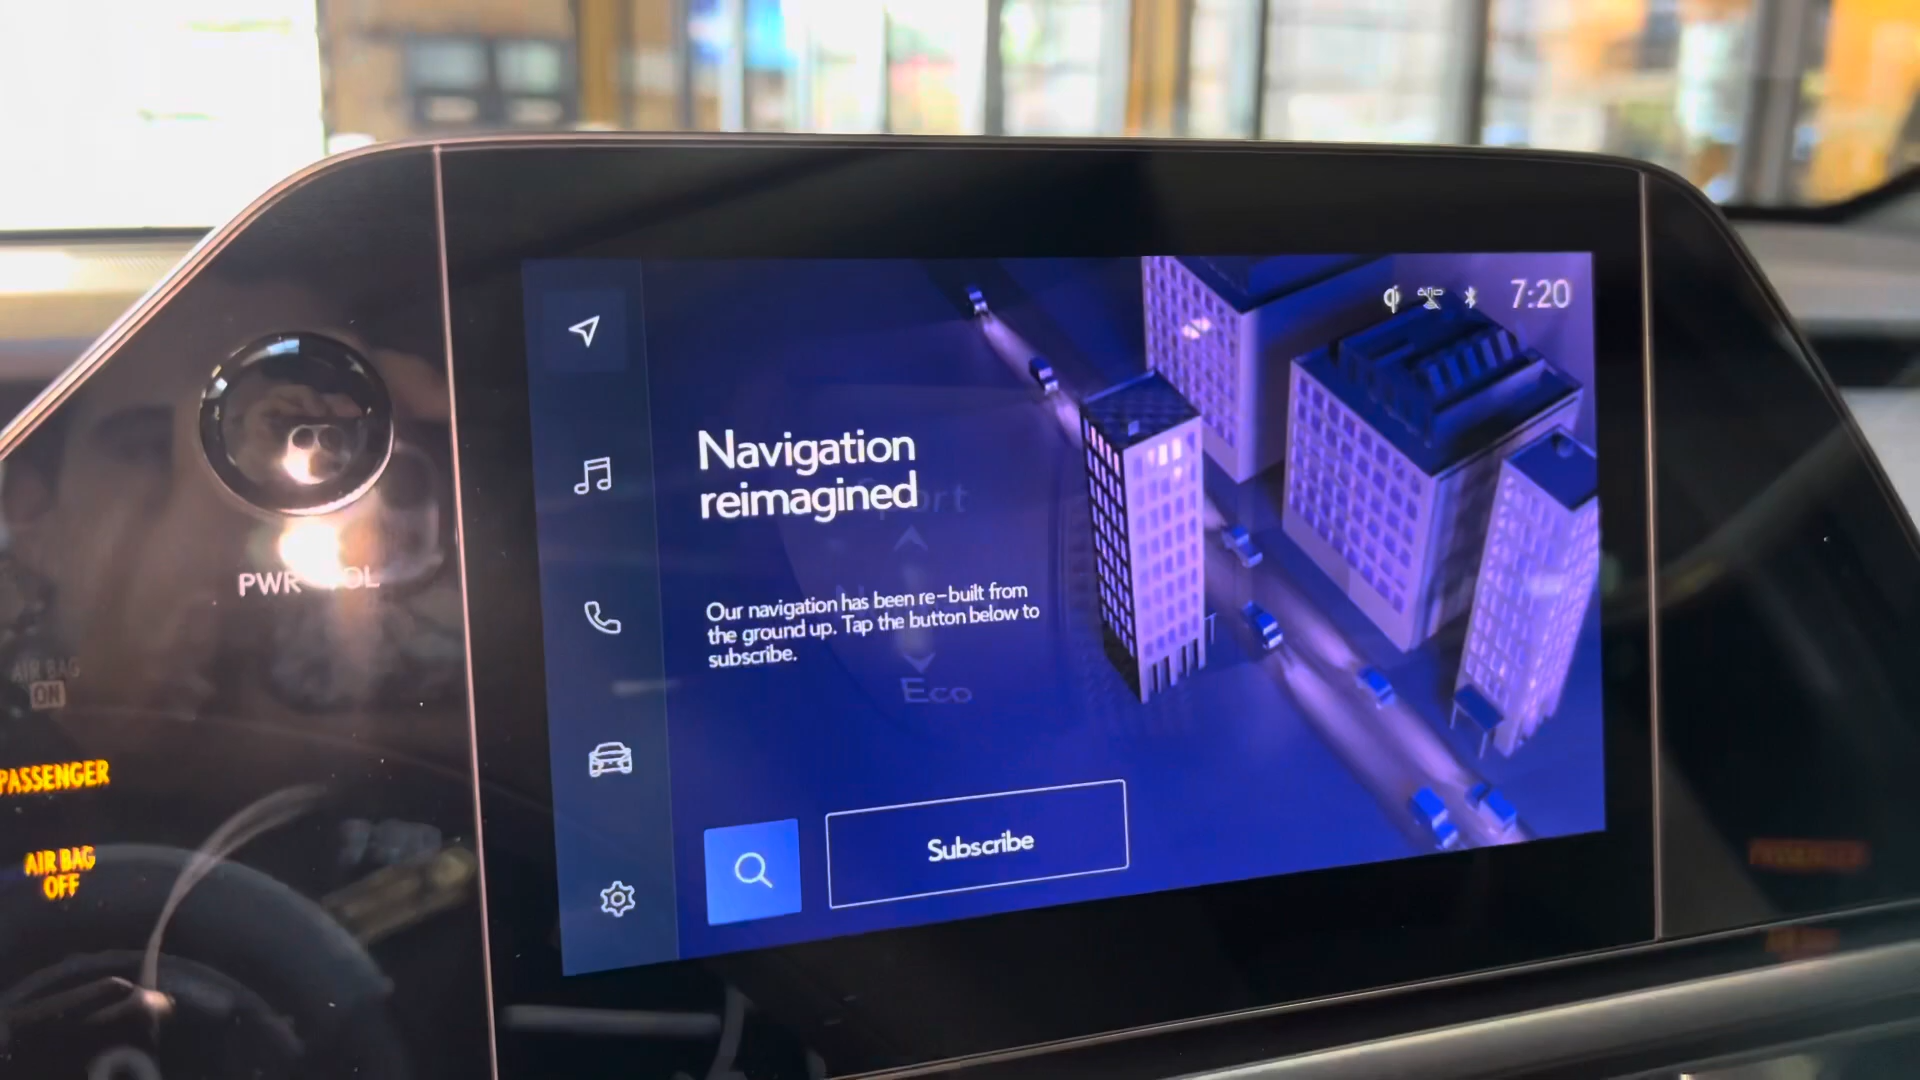 7:20
Navigation
reimagined
Our navigation has been re-built from
the ground up. Tap the button below to
subscribe.
Eco
Subscribe
PWR
AIR BAG
ON
PASSENGER
AIR BAG
OFF